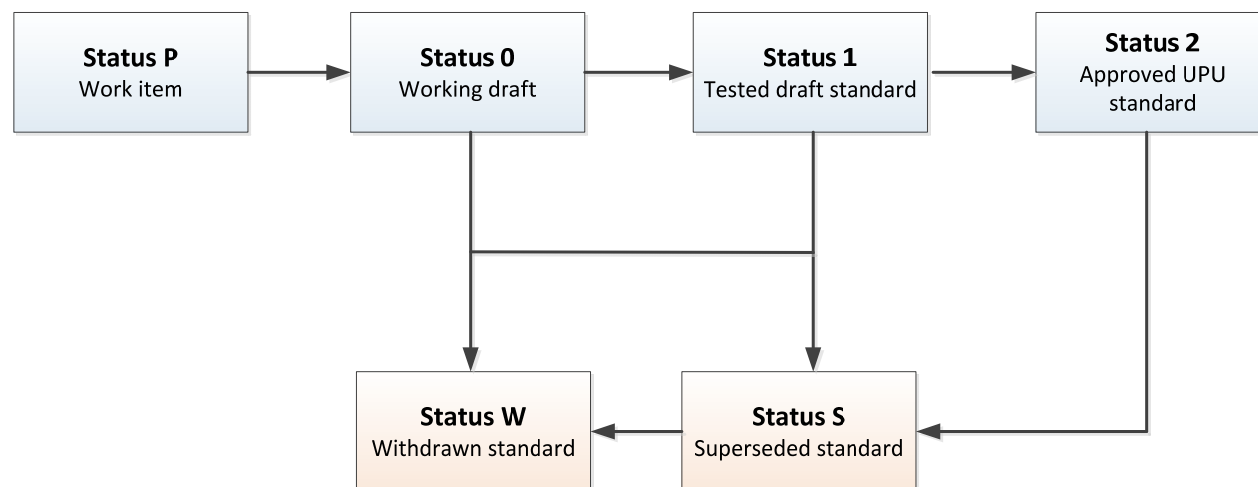 Status P
Work item
Status 0
Working draft
Status 1
Tested draft standard
Status 2
Approved UPU
standard
Status W
Withdrawn standard
Status S
Superseded standard